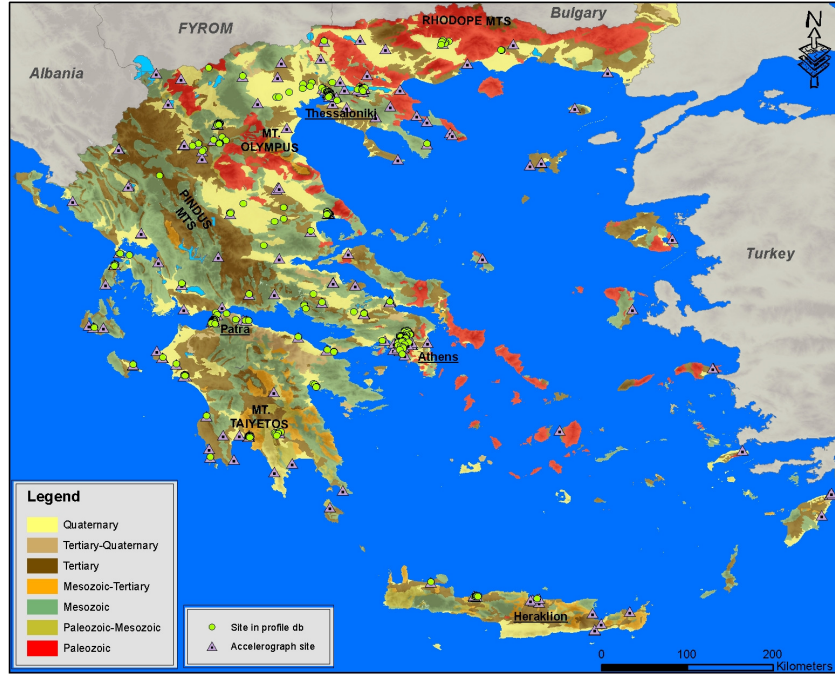 RHODOPE MTS
Bulgary
FYROM
N
Albania
Thessaloniki
MT.
OLYMPUS
PINDUS
MTS
Turkey
Patra
Athens
MT.
TAIYETOS
Legend
Quaternary
Tertiary-Quaternary
Tertiary
Mesozoic-Tertiary
Mesozoic
Paleozoic-Mesozoic
Paleozoic
Site in profile db
Accelerograph site
Heraklion
0 100 200
Kilometers